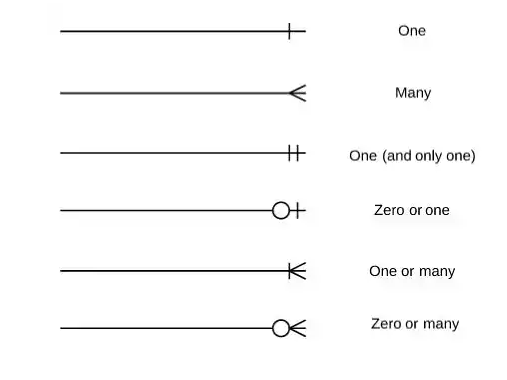 One
Many
One (and only one)
Zero or one
One or many
Zero or many